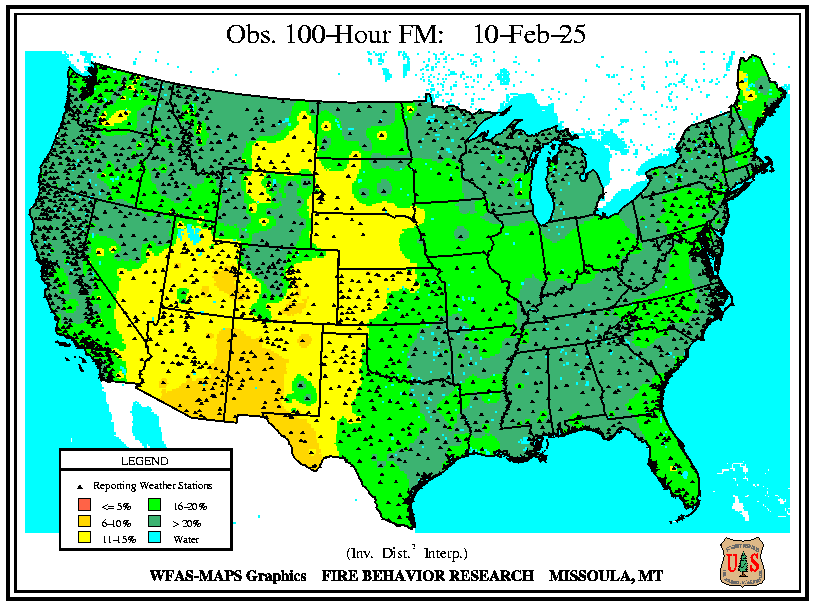 Obs. 100-Hour FM: 10-Feb-25
LEGEND
Reporting Weather Stations
<= 5%
16-20%
6-10%
> 20%
11-15%
Water
(Inv. Dist.² Interp.)
WFAS-MAPS Graphics FIRE BEHAVIOR RESEARCH MISSOULA, MT
U S